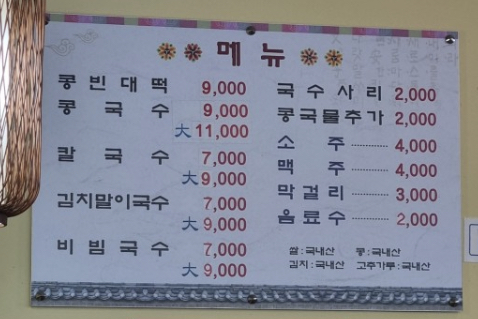 메뉴
콩빈대떡 9,000
콩국수 9,000
大 11,000
칼국수 7,000
大 9,000
김치말이국수 7,000
大 9,000
비빔국수 7,000
大 9,000
국수사리 2,000
콩국물추가 2,000
소주 ············ 4,000
맥주 ············ 4,000
막걸리 ············ 3,000
음료수 ············ 2,000
쌀:국내산 콩:국내산
김치:국내산 고추가루:국내산